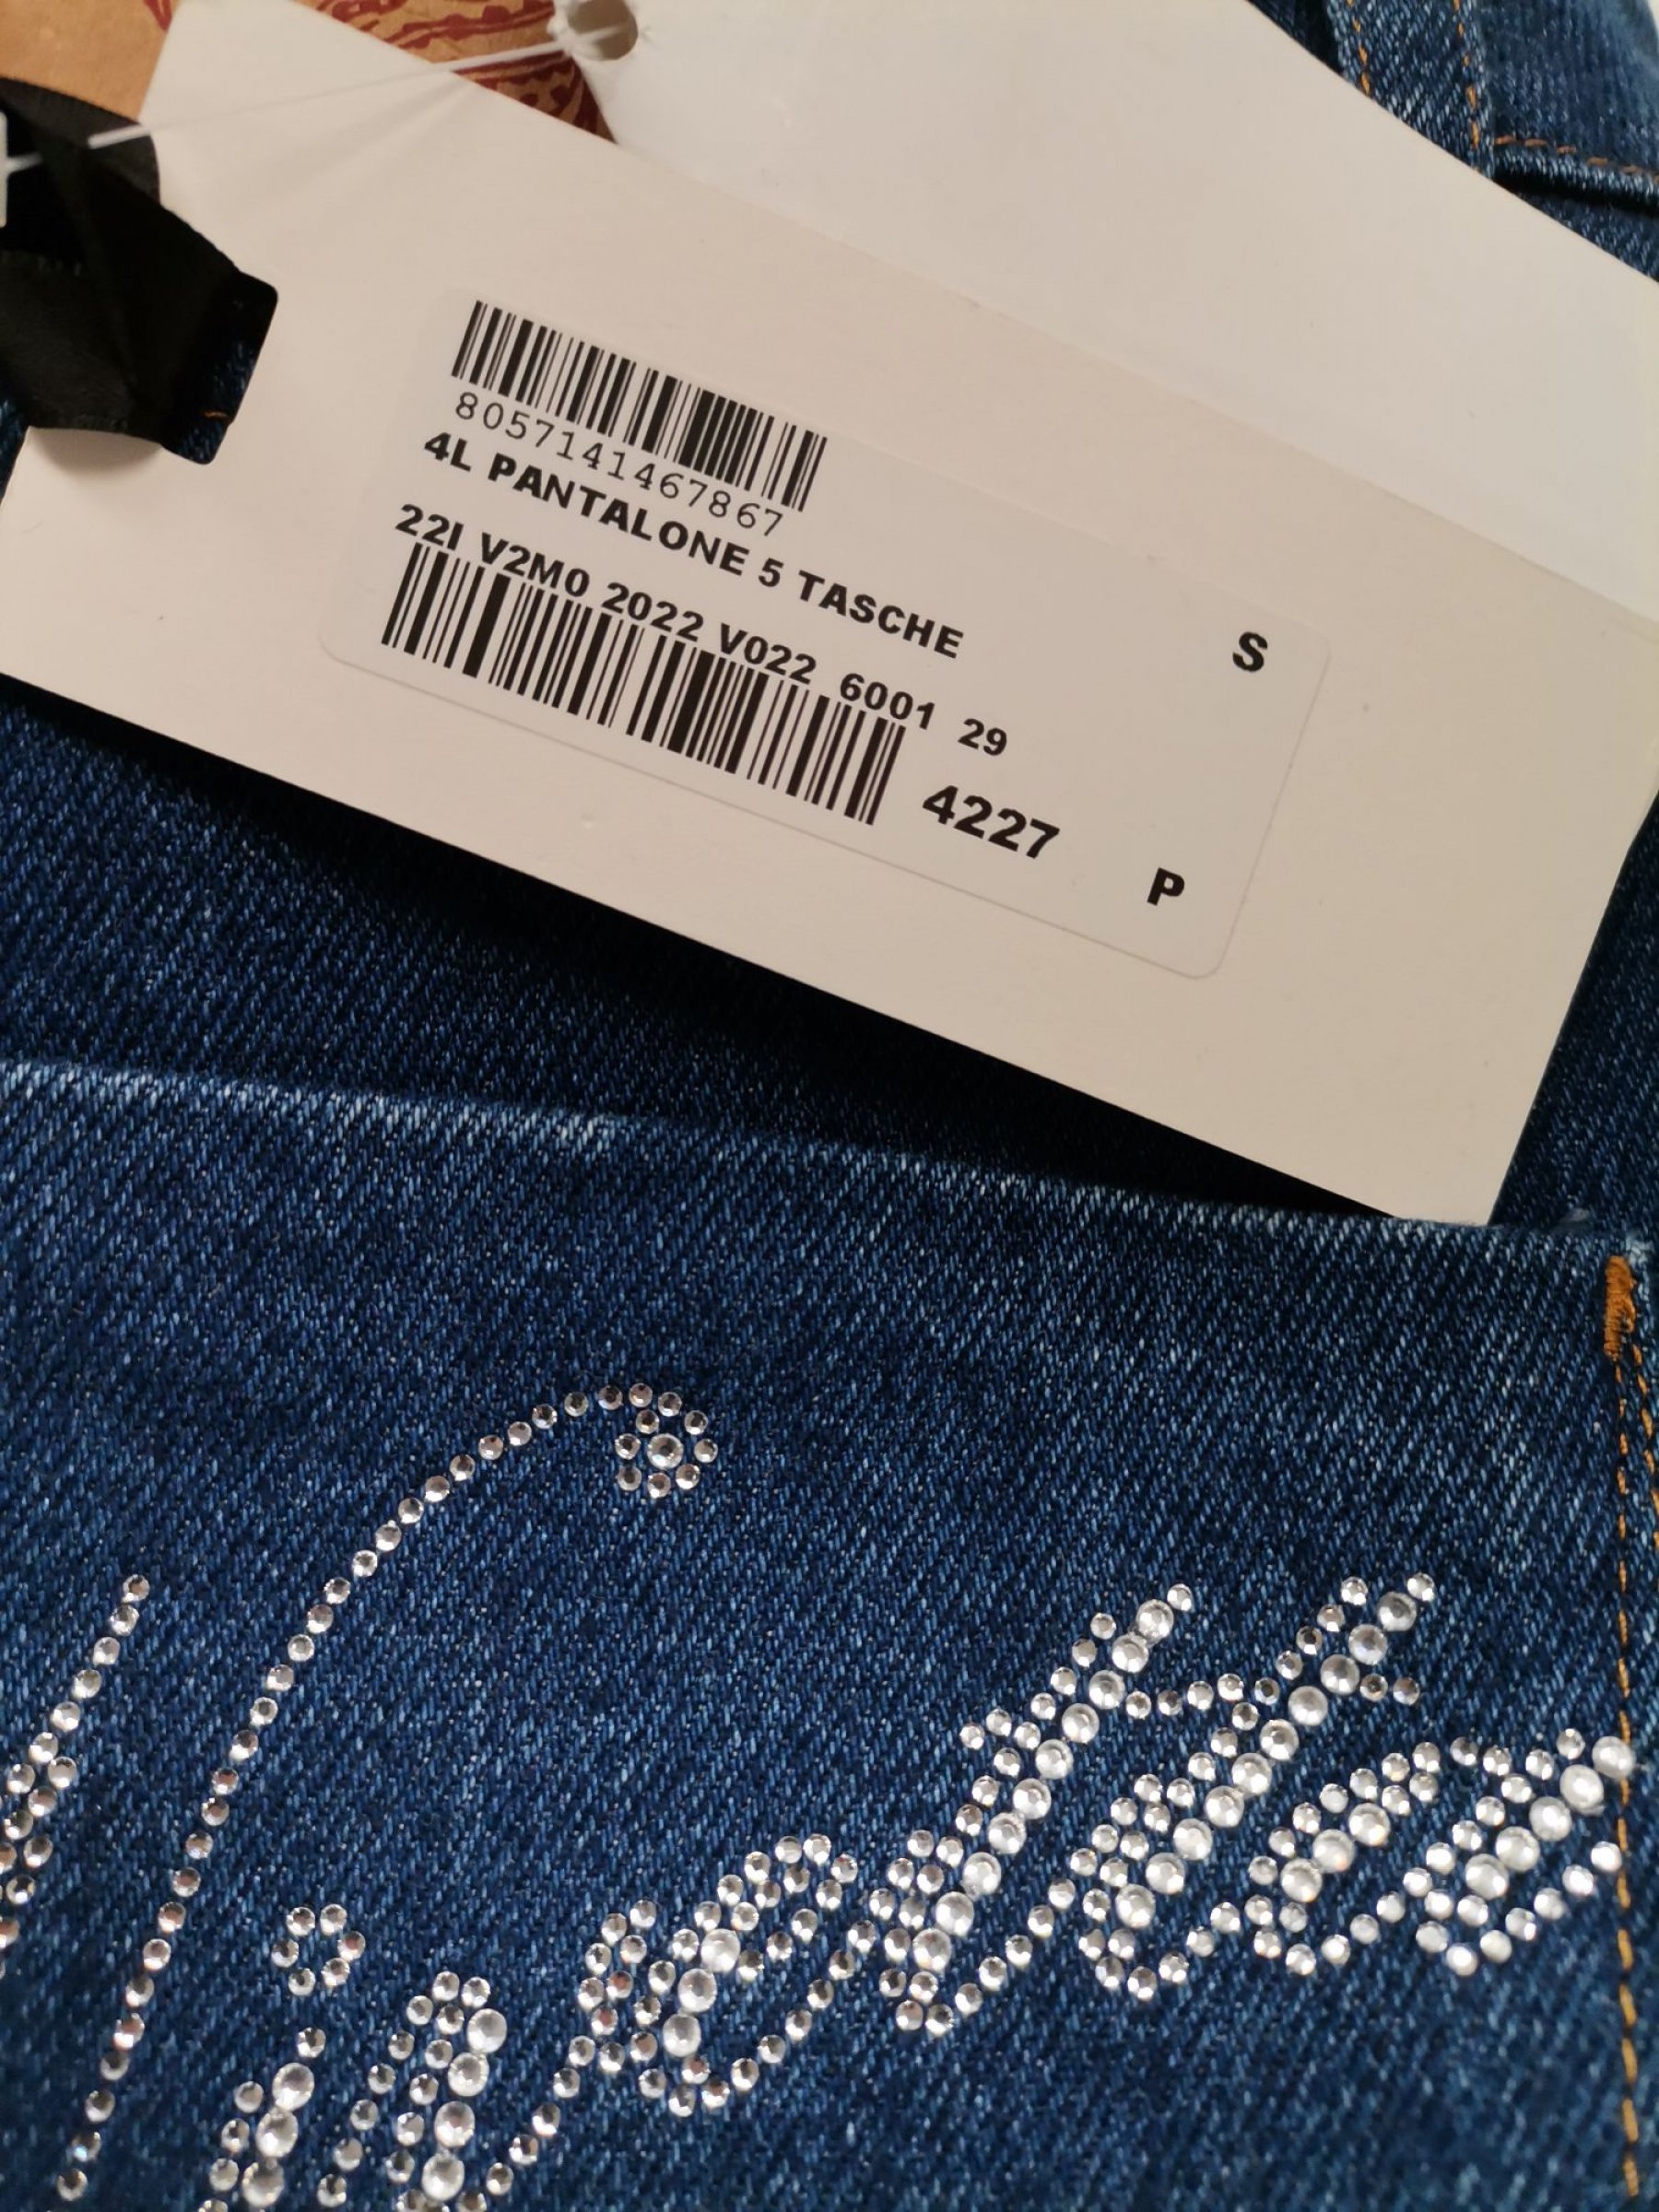 8057141467867
4L PANTALONE 5 TASCHE
S
22I V2M0 2022 V022 6001 29
4227
P